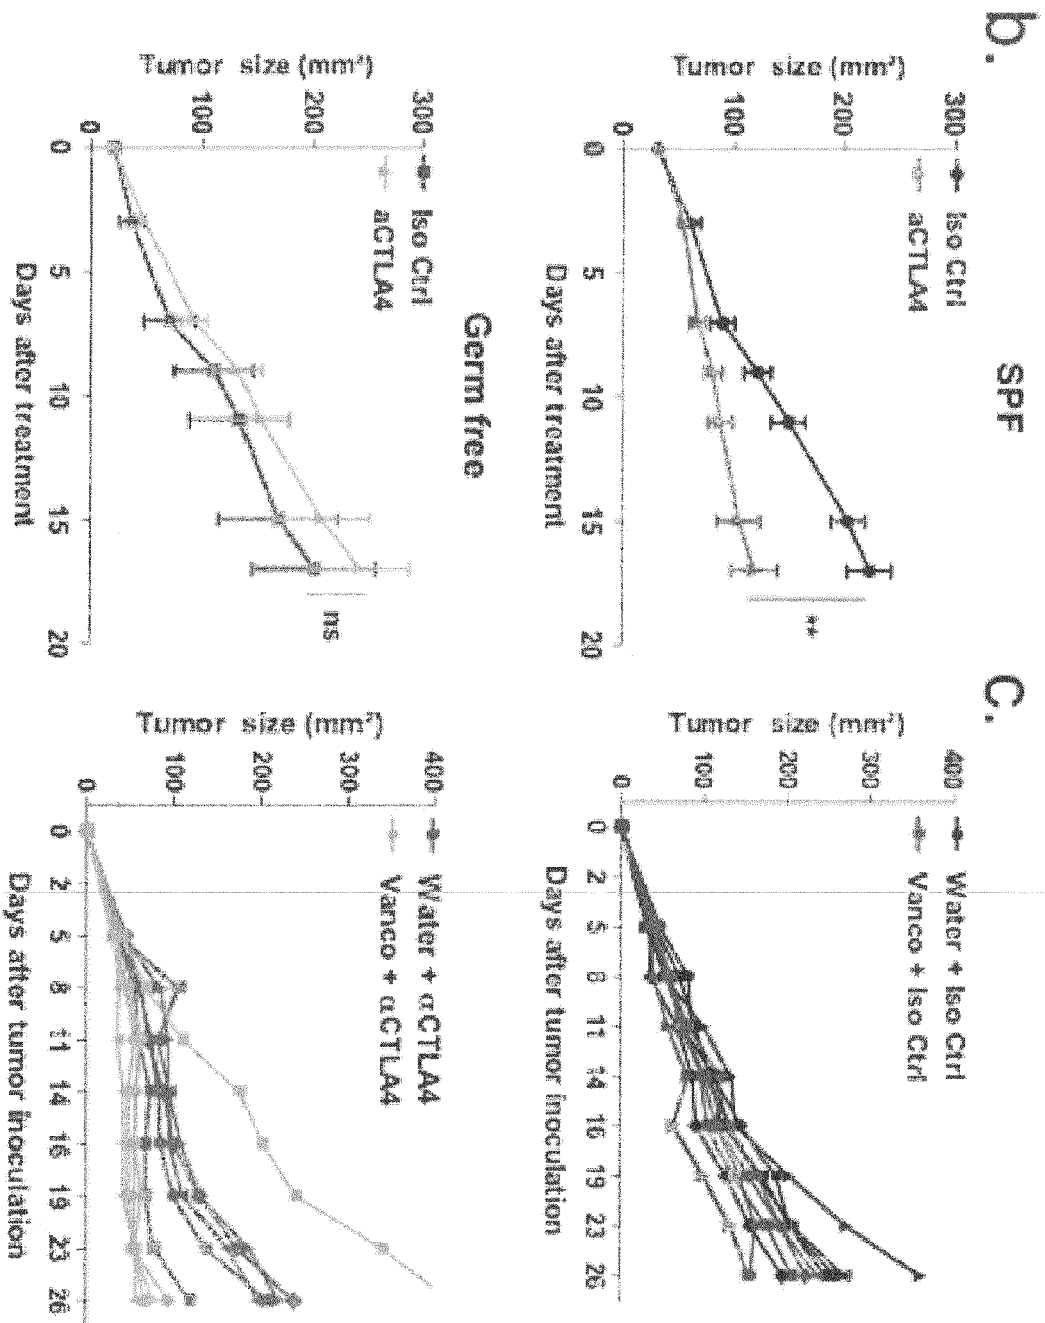 b.
SPF
Tumor size (mm²)
300
200
100
0
Iso Ctrl
aCTLA4
**
0 5 10 15 20
Days after treatment
Germ free
Tumor size (mm²)
300
200
100
0
Iso Ctrl
aCTLA4
ns
0 5 10 15 20
Days after treatment
c.
Tumor size (mm²)
400
300
200
100
0
Water + Iso Ctrl
Vanco + Iso Ctrl
0 2 5 8 11 14 16 19 23 26
Days after tumor inoculation
Tumor size (mm²)
400
300
200
100
0
Water + αCTLA4
Vanco + αCTLA4
0 2 5 8 11 14 16 19 23 26
Days after tumor inoculation